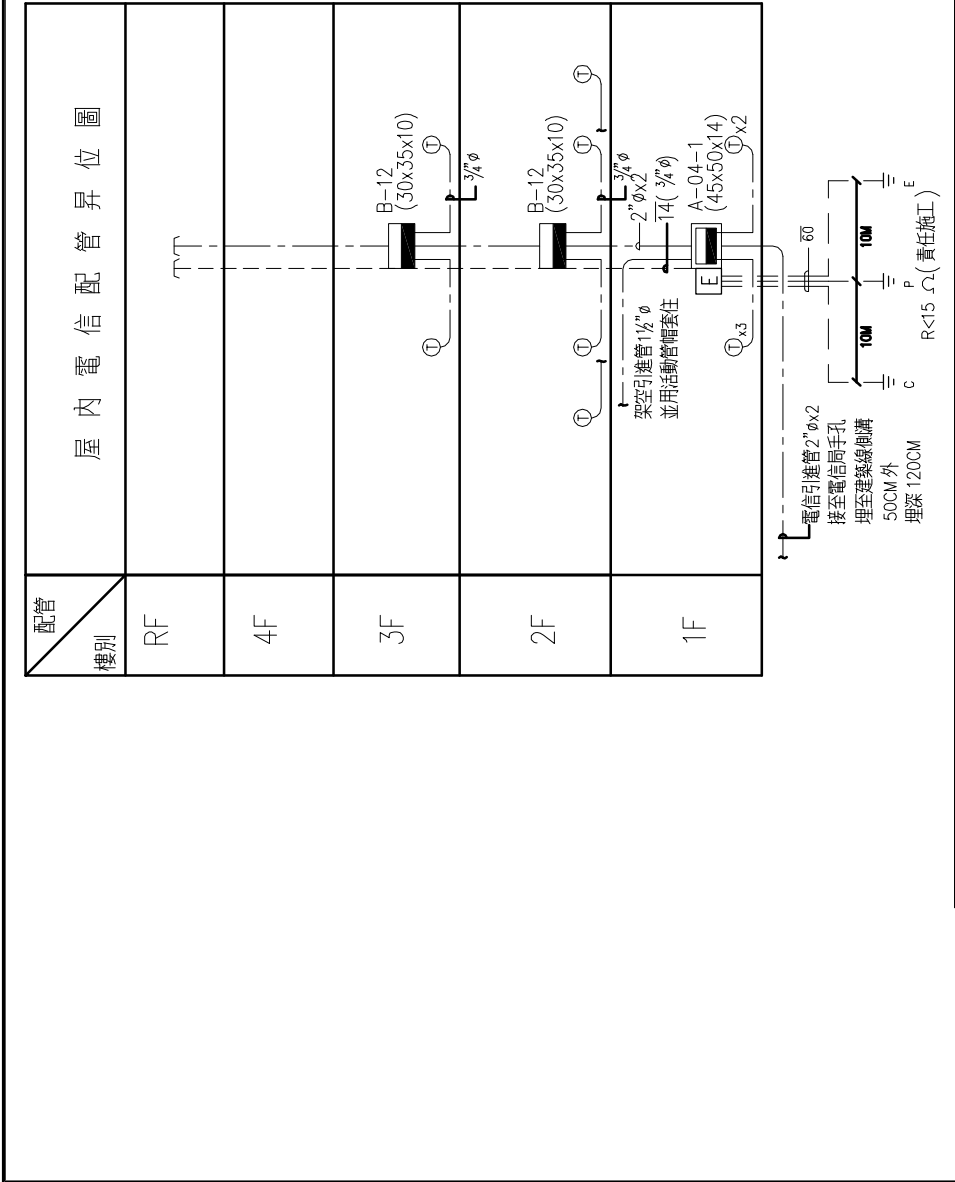 屋內電信配管昇位圖
配管
樓別
RF
4F
3F
B-12
(30x35x10)
T
T
3/4"ø
2F
B-12
(30x35x10)
T
T
T
T
3/4"ø
2"øx2
14( 3/4"ø)
架空引進管1½"ø
並用活動管帽套住
1F
A-04-1
(45x50x14)
E
T x3
T x2
電信引進管2"øx2
接至電信局手孔
埋至建築線側溝
50CM 外
埋深 120CM
60
10M
10M
C
P
E
R<15 Ω(責任施工)